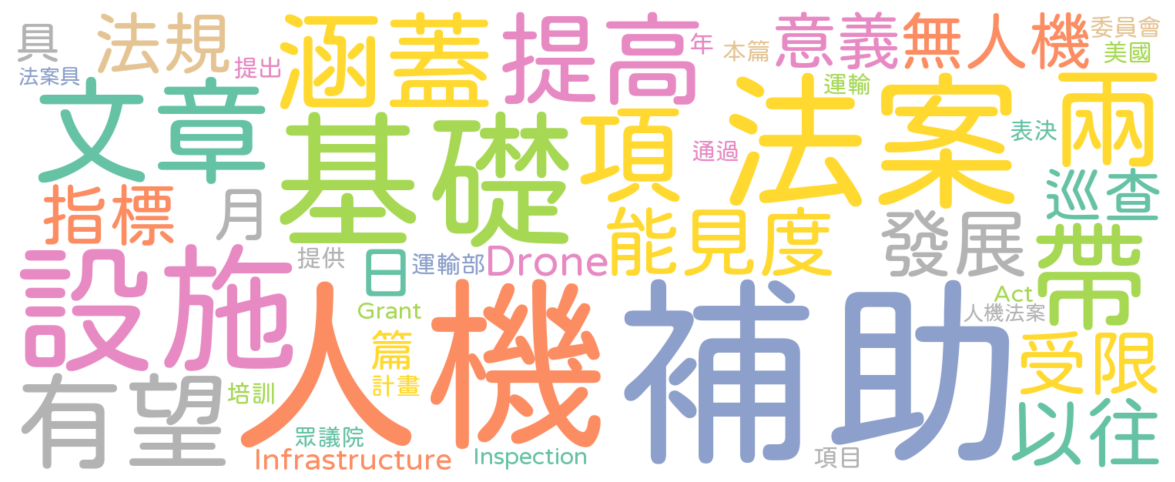 具
法規
涵蓋
提高
年
本篇
意義
無人機
委員會
美國
法案具
提出
文章
基礎
項
通過
法案
運輸
表決
兩
指標
月
能見度
發展
巡查
設施
提供
日
運輸部
Drone
帶
人機
Grant
補助
Act
人機法案
篇
計畫
受限
有望
培訓
眾議院
Infrastructure
Inspection
項目
以往